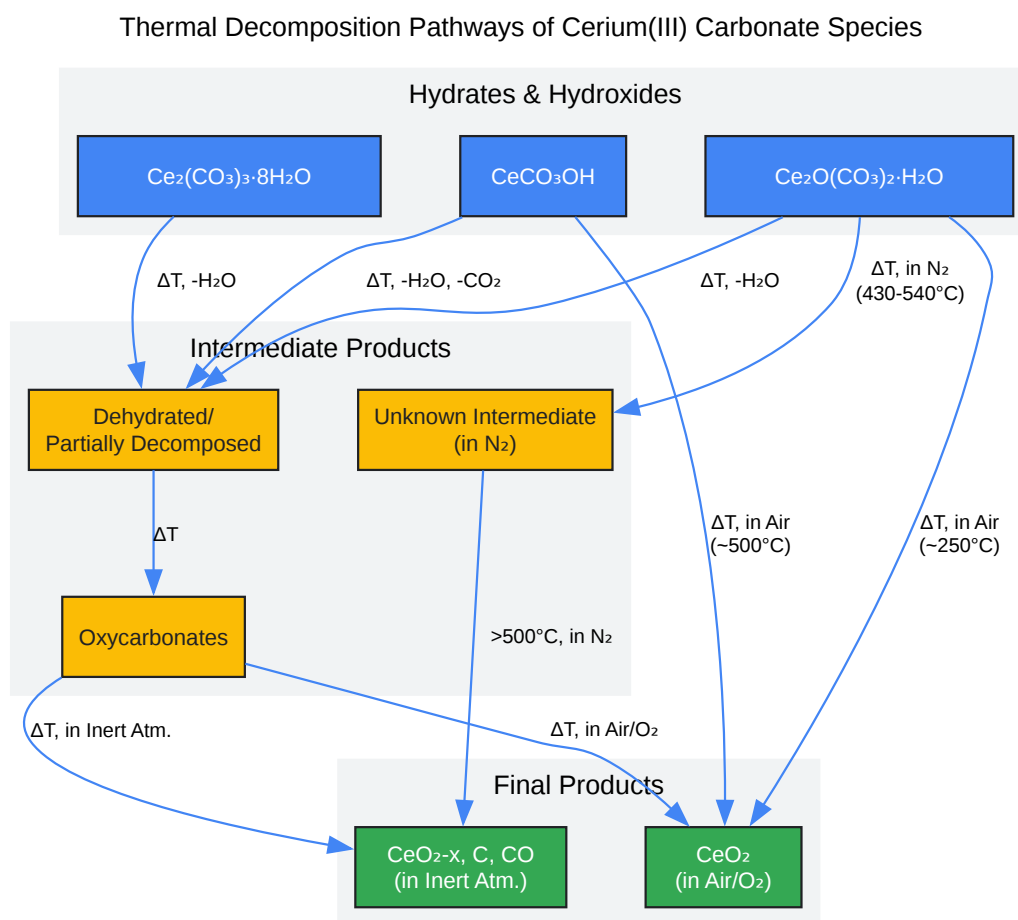 Thermal Decomposition Pathways of Cerium(III) Carbonate Species
Hydrates & Hydroxides
Ce₂(CO₃)₃·8H₂O
CeCO₃OH
Ce₂O(CO₃)₂·H₂O
ΔT, -H₂O
ΔT, -H₂O, -CO₂
ΔT, -H₂O
ΔT, in N₂
(430-540°C)
Intermediate Products
Dehydrated/
Partially Decomposed
Unknown Intermediate
(in N₂)
ΔT
ΔT, in Air
(~500°C)
ΔT, in Air
(~250°C)
Oxycarbonates
>500°C, in N₂
ΔT, in Inert Atm.
ΔT, in Air/O₂
Final Products
CeO₂-x, C, CO
(in Inert Atm.)
CeO₂
(in Air/O₂)